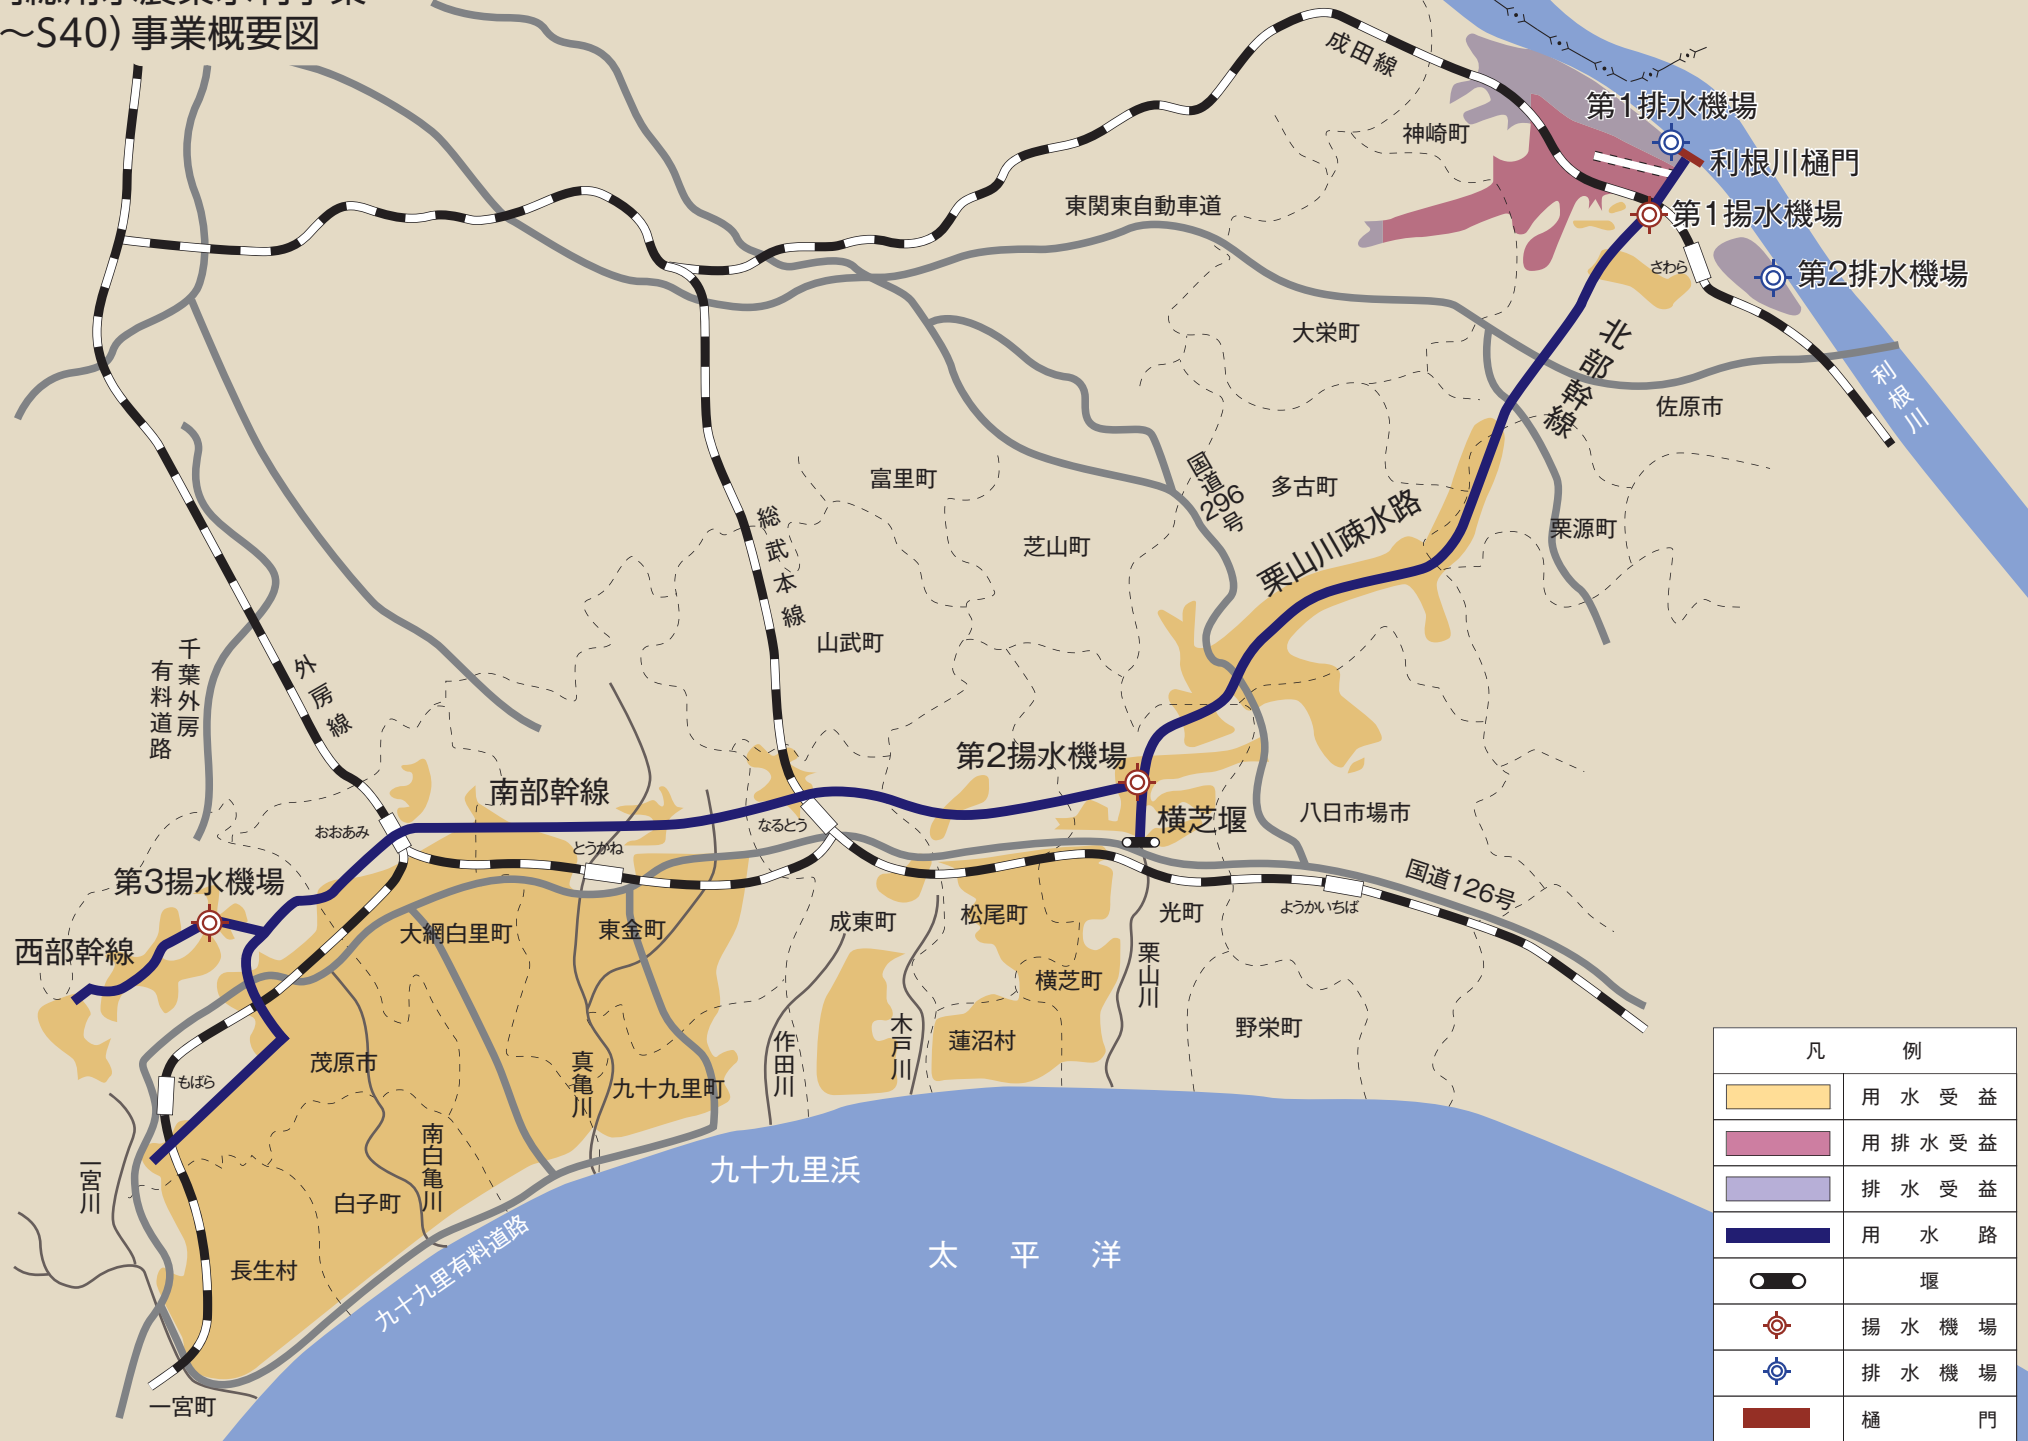 総用水農業水利事業
～S40）事業概要図
成田線
第1排水機場
神崎町
利根川樋門
東関東自動車道
第1揚水機場
さわら
第2排水機場
大栄町
北部幹線
利根川
佐原市
富里町
国道296号
多古町
総武本線
栗山川疎水路
栗源町
芝山町
山武町
千葉外房
有料道路
外房線
第2揚水機場
南部幹線
おおあみ
なるとう
横芝堰
八日市場市
とうかね
第3揚水機場
国道126号
ようかいちば
西部幹線
大網白里町
東金町
成東町
松尾町
光町
栗山川
横芝町
野栄町
木戸川
蓮沼村
作田川
茂原市
真亀川
九十九里町
もばら
南白亀川
一宮川
白子町
九十九里浜
長生村
九十九里有料道路
太平洋
一宮町
凡例
用水受益
用排水受益
排水受益
用水路
堰
揚水機場
排水機場
樋門